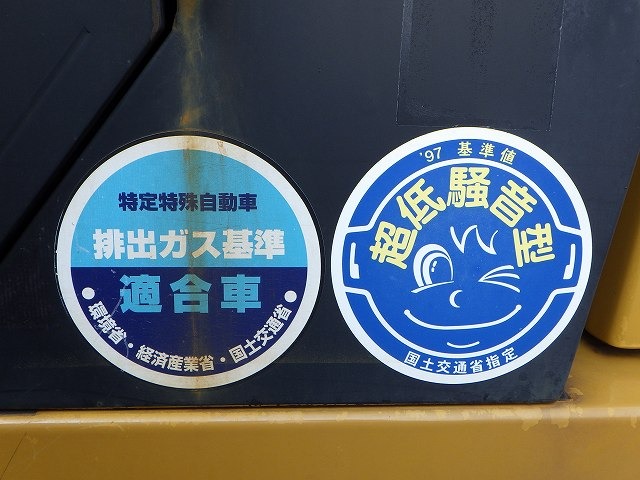 特定特殊自動車
排出ガス基準
適合車
•環境省・経済産業省・国土交通省•
'97 基準値
超低騒音型
国土交通省指定